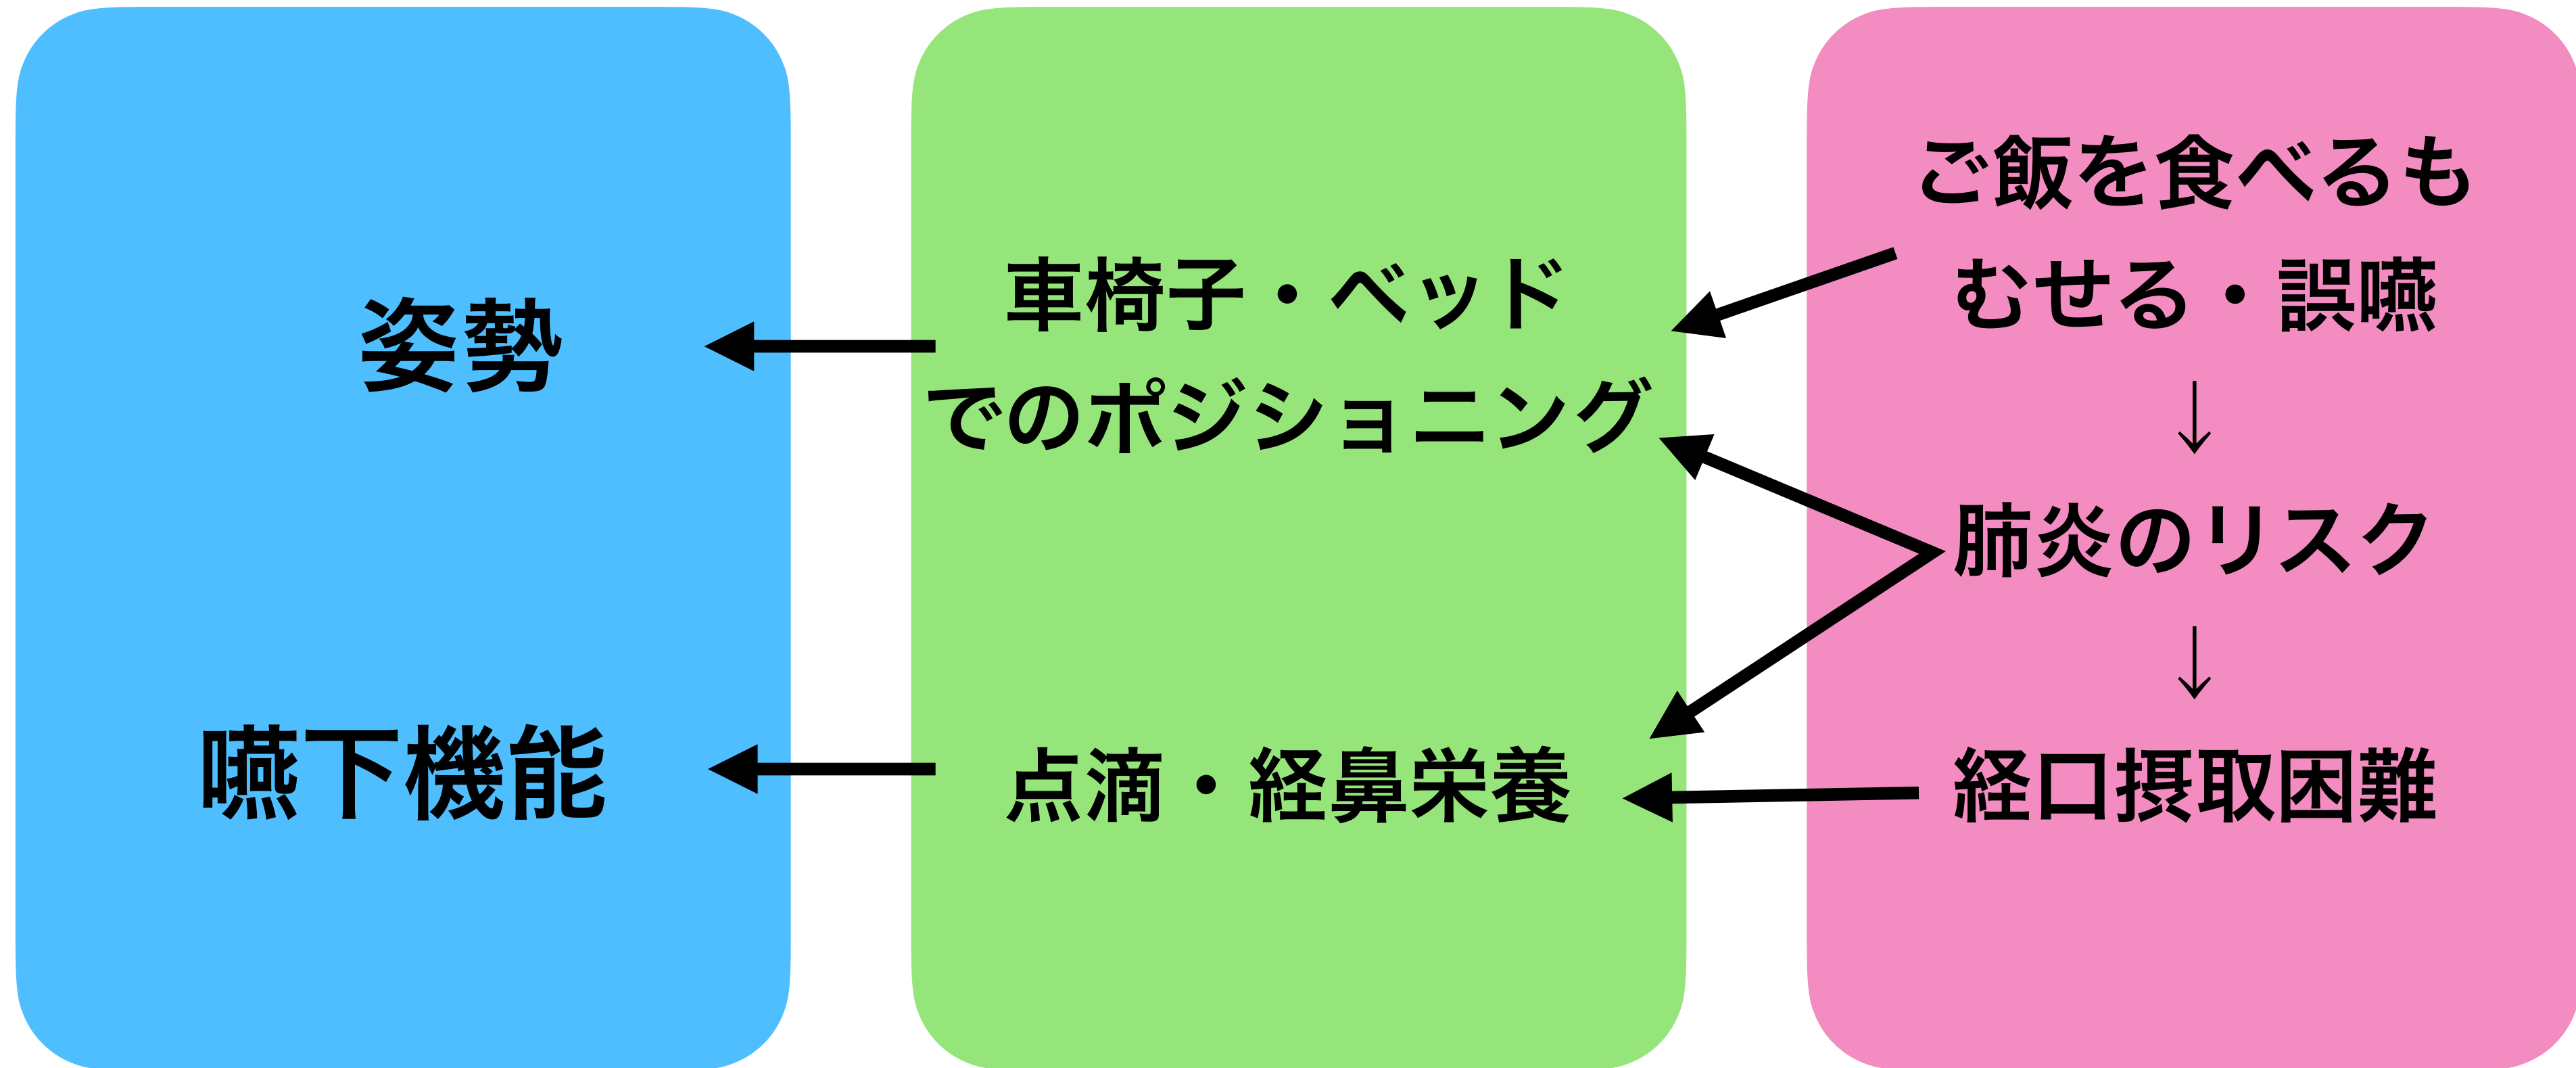 姿勢
嚥下機能
車椅子・ベッド
でのポジショニング
点滴・経鼻栄養
ご飯を食べるも
むせる・誤嚥
↓
肺炎のリスク
↓
経口摂取困難